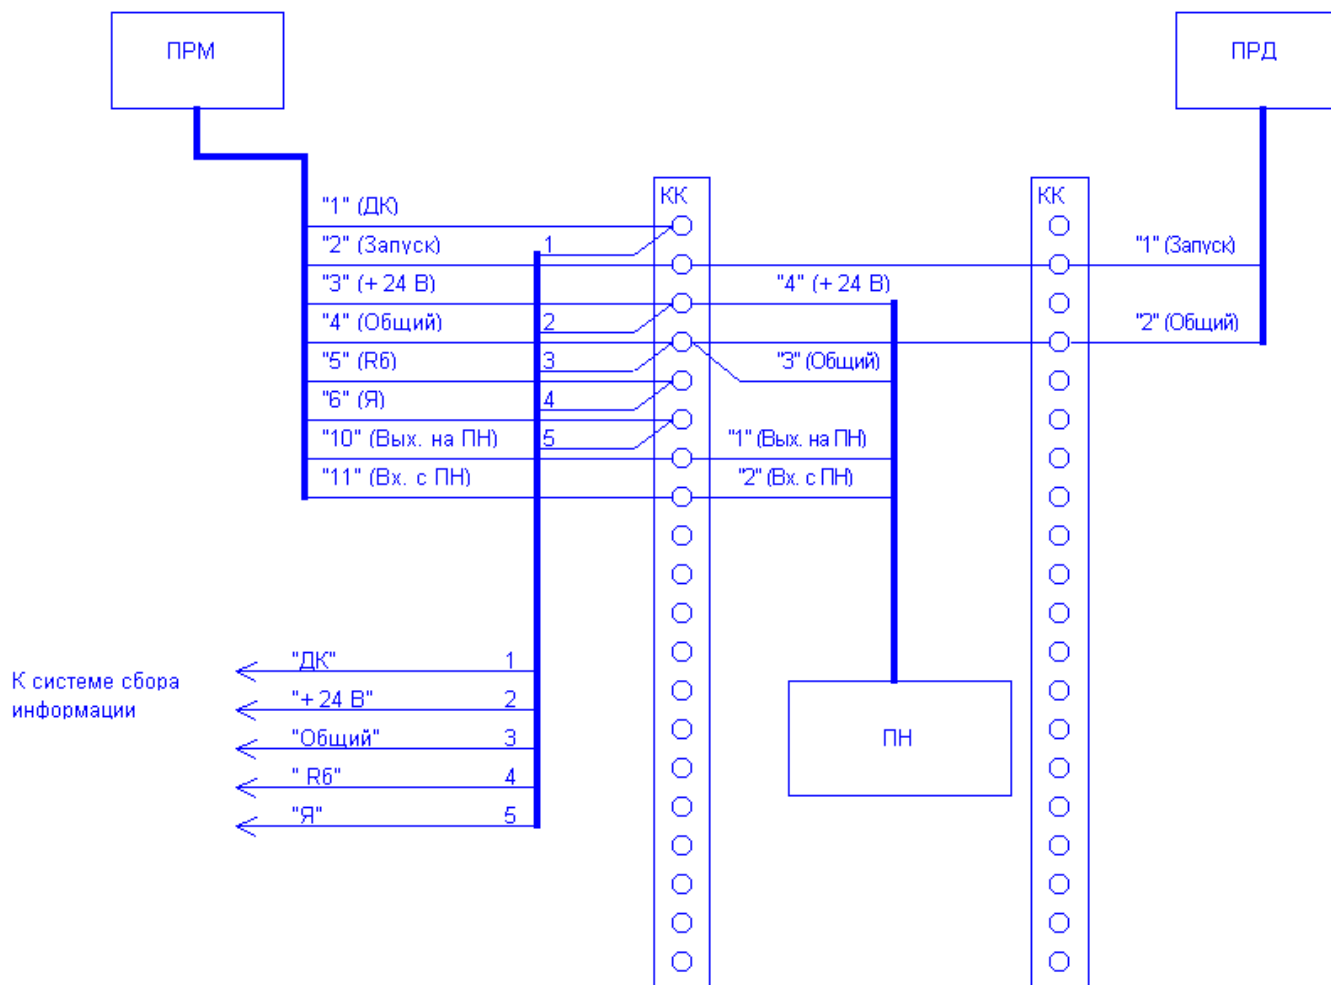 ПРМ
ПРД
КК
КК
"1" (ДК)
"2" (Запуск)
1
"1" (Запуск)
"3" (+ 24 В)
"4" (+ 24 В)
"4" (Общий)
2
"2" (Общий)
"5" (Rб)
3
"3" (Общий)
"6" (Я)
4
"10" (Вых. на ПН)
5
"1" (Вых. на ПН)
"11" (Вх. с ПН)
"2" (Вх. с ПН)
К системе сбора
информации
"ДК"
1
"+ 24 В"
2
"Общий"
3
" Rб"
4
"Я"
5
ПН